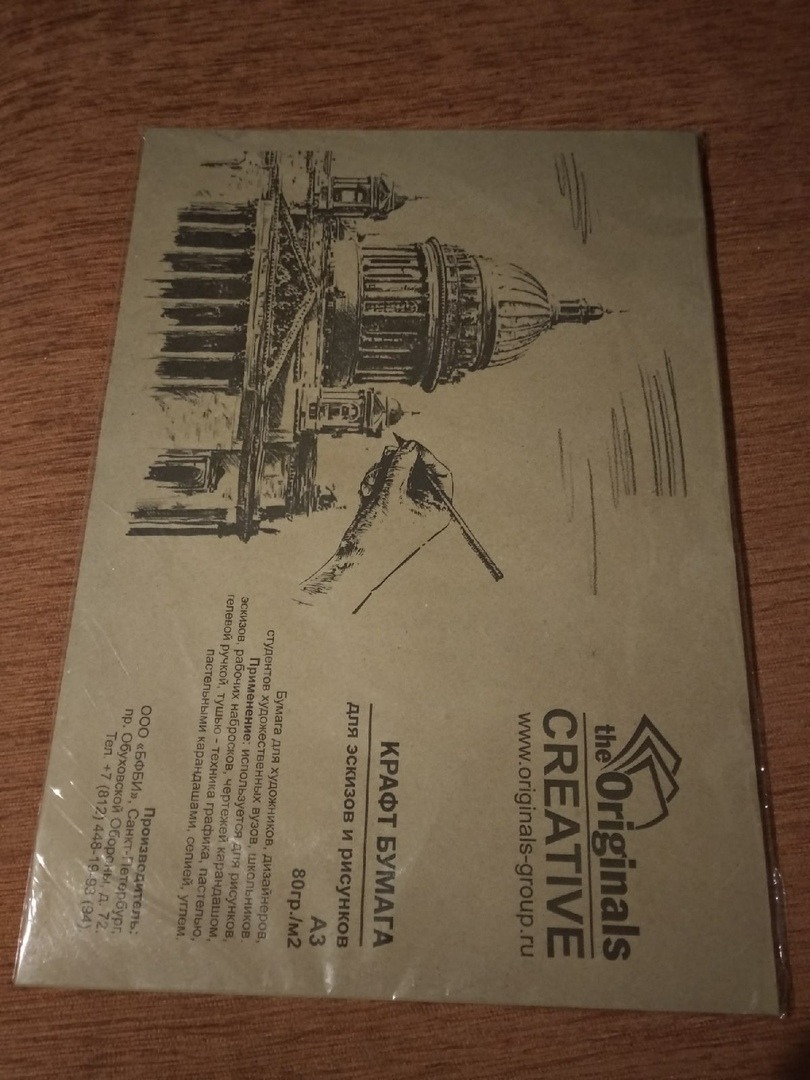 the Originals
CREATIVE
www.originals-group.ru
КРАФТ БУМАГА
для эскизов и рисунков
А3
80гр./м2
Бумага для художников, дизайнеров,
студентов художественных вузов, школьников
Применение: используется для рисунков,
эскизов, рабочих набросков, чертежей карандашом,
гелевой ручкой, тушью - техника графика, пастелью,
пастельными карандашами, сепией, углем.
Производитель:
ООО «БФБИ», Санкт-Петербург,
пр. Обуховской Обороны, д. 72.
Тел. +7 (812) 448-19-93 (94)